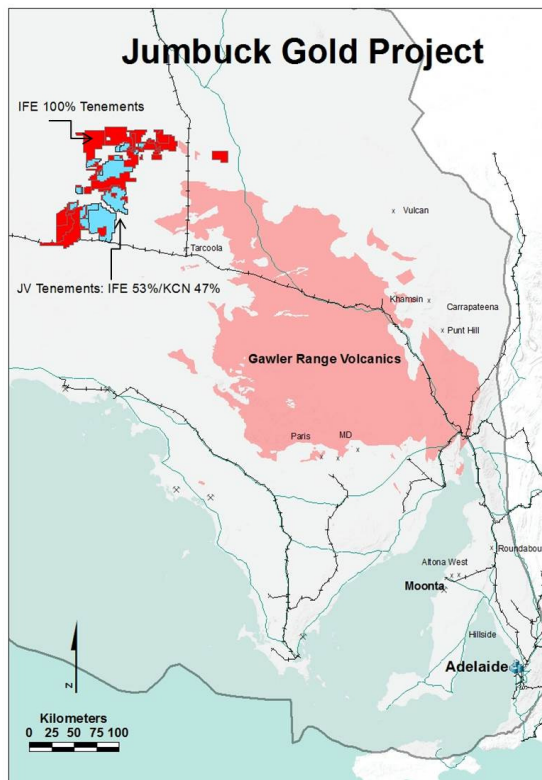 Jumbuck Gold Project
IFE 100% Tenements
Vulcan
Tarcoola
JV Tenements: IFE 53%/KCN 47%
Khamsin
Carrapateena
Punt Hill
Gawler Range Volcanics
Paris
MD
Roundabou
Altona West
Moonta
Hillside
Adelaide
N
Kilometers
0 25 50 75 100